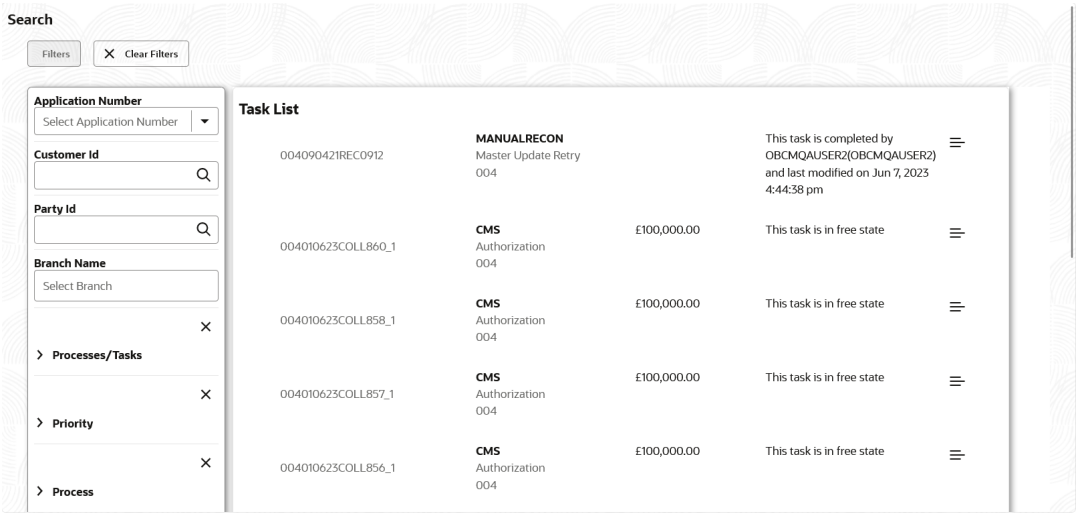 Search
Filters
Clear Filters
Application Number
Select Application Number
Customer Id
Party Id
Branch Name
Select Branch
Processes/Tasks
Priority
Process
Task List
004090421REC0912
MANUALRECON
Master Update Retry
004
This task is completed by
OBCMQAUSER2(OBCMQAUSER2)
and last modified on Jun 7, 2023
4:44:38 pm
004010623COLL860_1
CMS
Authorization
004
£100,000.00
This task is in free state
004010623COLL858_1
CMS
Authorization
004
£100,000.00
This task is in free state
004010623COLL857_1
CMS
Authorization
004
£100,000.00
This task is in free state
004010623COLL856_1
CMS
Authorization
004
£100,000.00
This task is in free state